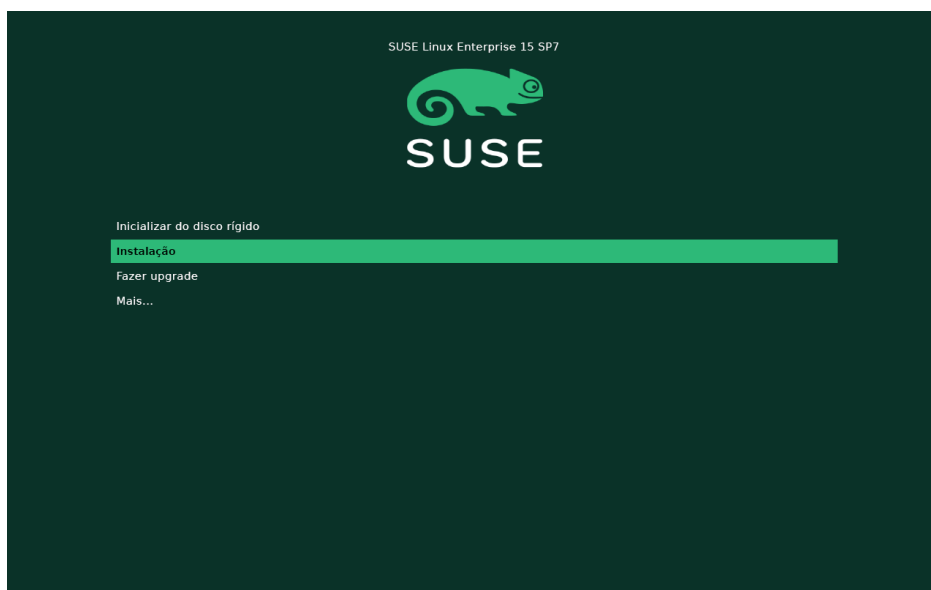 SUSE Linux Enterprise 15 SP7
SUSE
Inicializar do disco rígido
Instalação
Fazer upgrade
Mais...